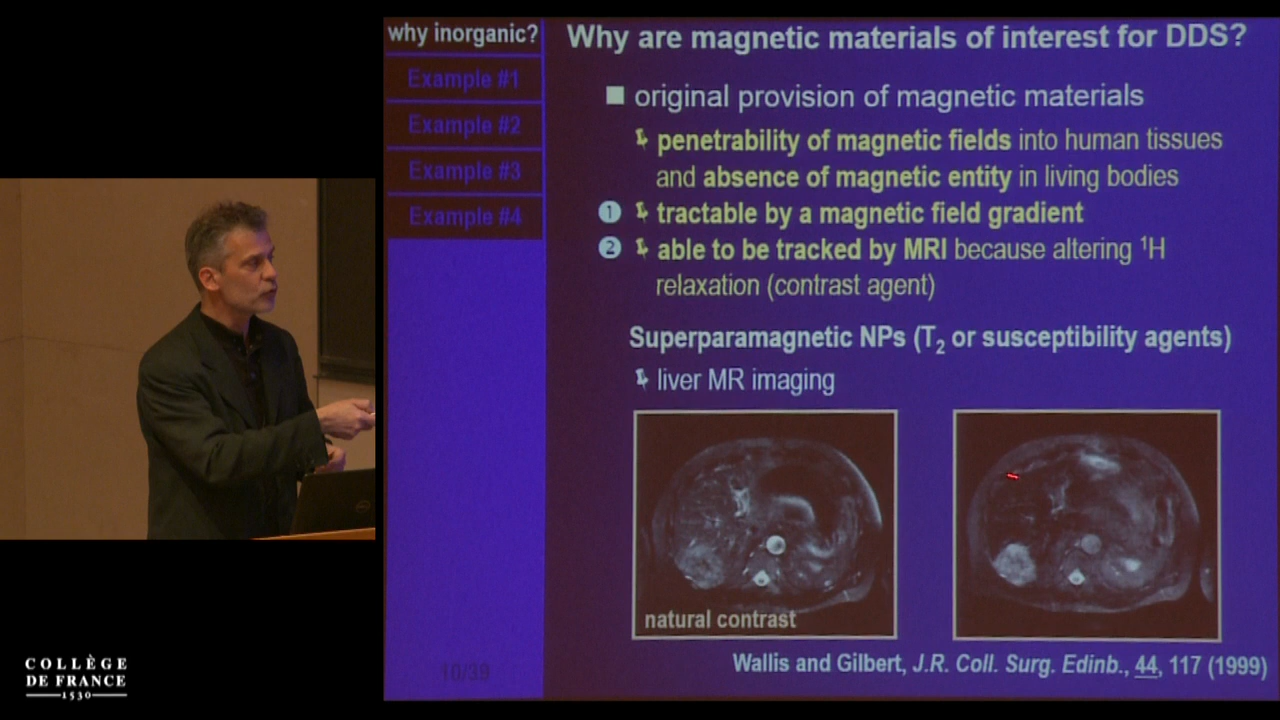 why inorganic?
Example #1
Example #2
Example #3
Example #4
10/39
Why are magnetic materials of interest for DDS?
■ original provision of magnetic materials
penetrability of magnetic fields into human tissues
and absence of magnetic entity in living bodies
① tractable by a magnetic field gradient
② able to be tracked by MRI because altering ¹H
relaxation (contrast agent)
Superparamagnetic NPs (T₂ or susceptibility agents)
liver MR imaging
natural contrast
Wallis and Gilbert, J.R. Coll. Surg. Edinb., 44, 117 (1999)
COLLÈGE
DE FRANCE
1530